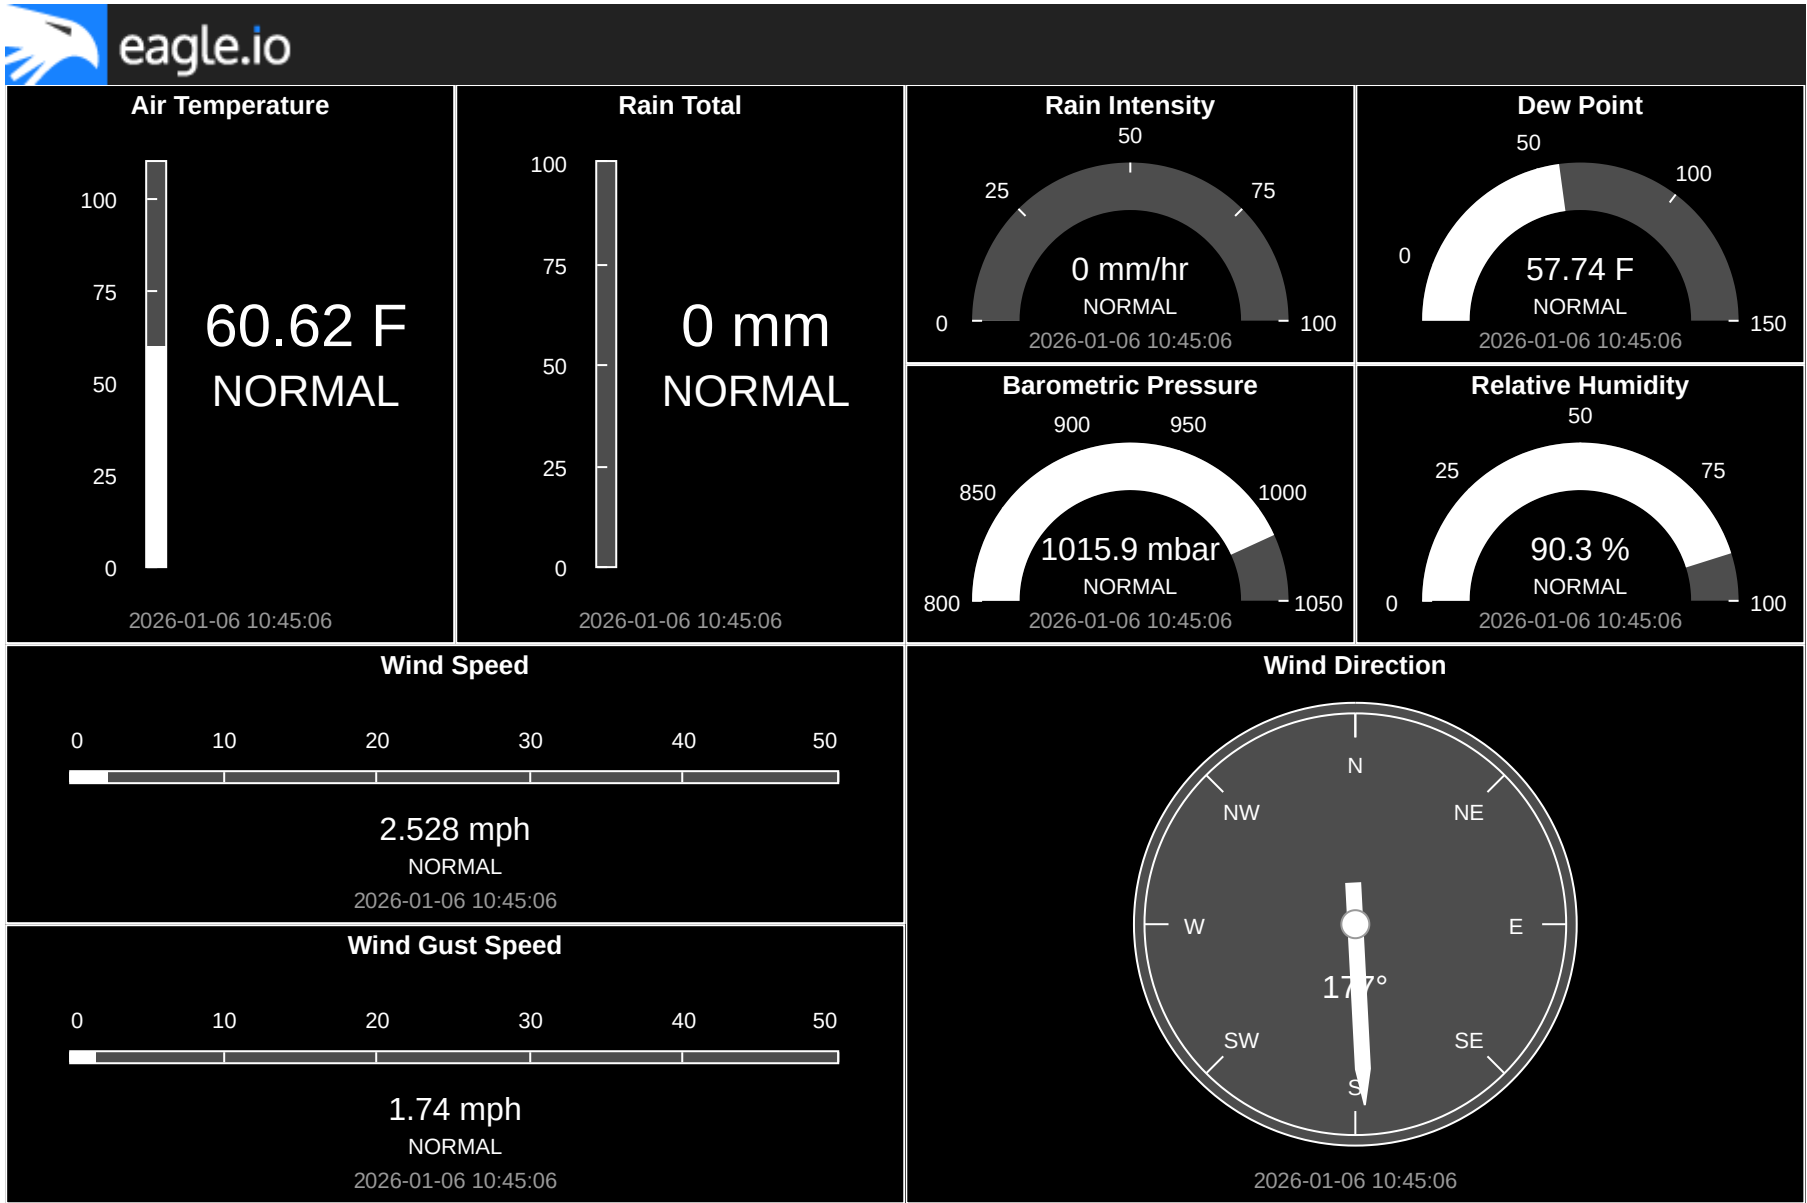 eagle.io
Air Temperature
100
75
50
25
0
60.62 F
NORMAL
2026-01-06 10:45:06
Rain Total
100
75
50
25
0
0 mm
NORMAL
2026-01-06 10:45:06
Rain Intensity
0
25
50
75
100
0 mm/hr
NORMAL
2026-01-06 10:45:06
Dew Point
0
50
100
150
57.74 F
NORMAL
2026-01-06 10:45:06
Barometric Pressure
800
850
900
950
1000
1050
1015.9 mbar
NORMAL
2026-01-06 10:45:06
Relative Humidity
0
25
50
75
100
90.3 %
NORMAL
2026-01-06 10:45:06
Wind Speed
0 10 20 30 40 50
2.528 mph
NORMAL
2026-01-06 10:45:06
Wind Gust Speed
0 10 20 30 40 50
1.74 mph
NORMAL
2026-01-06 10:45:06
Wind Direction
N
NW NE
W E
177°
SW SE
S
2026-01-06 10:45:06